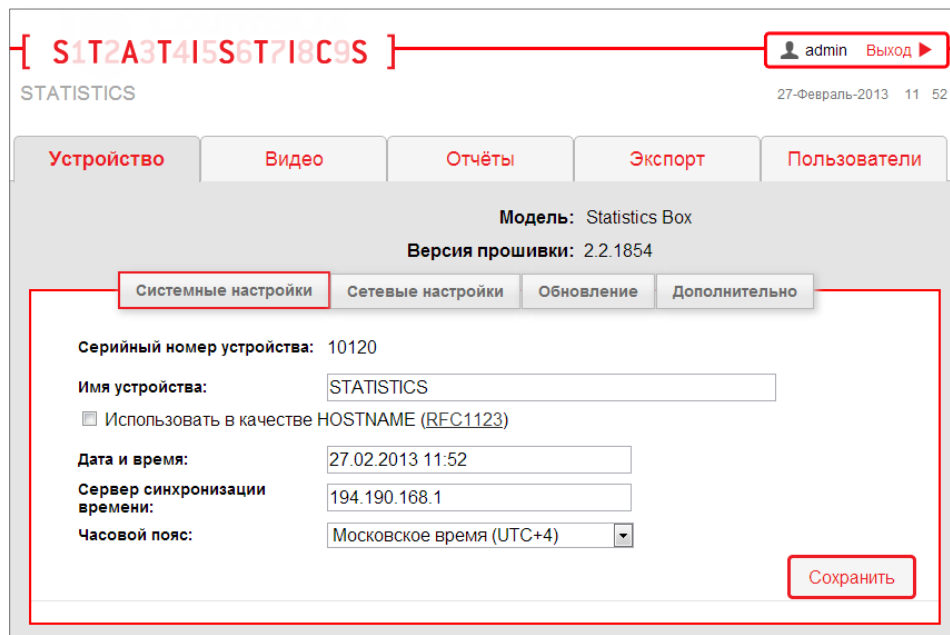 S1T2A3T4I5S6T7I8C9S
admin Выход
STATISTICS
27-Февраль-2013 11 52
Устройство Видео Отчёты Экспорт Пользователи
Модель: Statistics Box
Версия прошивки: 2.2.1854
Системные настройки Сетевые настройки Обновление Дополнительно
Серийный номер устройства: 10120
Имя устройства: STATISTICS
Использовать в качестве HOSTNAME (RFC1123)
Дата и время: 27.02.2013 11:52
Сервер синхронизации
времени: 194.190.168.1
Часовой пояс: Московское время (UTC+4)
Сохранить